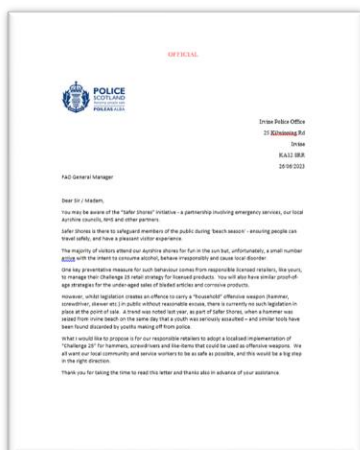 OFFICIAL
POLICE
SCOTLAND
POILEAS ALBA
Irvine Police Office
25 Kilwinning Rd
Irvine
KA12 8RR
26/06/2023
FAO General Manager
Dear Sir / Madam,
You may be aware of the "Safer Shores" initiative - a partnership involving emergency services, our local
Ayrshire councils, NHS and other partners.
Safer Shores is there to safeguard members of the public during 'beach season' - ensuring people can
travel safely, and have a pleasant visitor experience.
The majority of visitors attend our Ayrshire shores for fun in the sun but, unfortunately, a small number
arrive with the intent to consume alcohol, behave irresponsibly and cause local disorder.
One key preventative measure for such behaviour comes from responsible licensed retailers, like yours,
to manage their Challenge 25 retail strategy for licensed products. You will also have similar proof-of-
age strategies for the under-aged sales of bladed articles and corrosive products.
However, whilst legislation creates an offence to carry a "household" offensive weapon (hammer,
screwdriver, skewer etc.) in public without reasonable excuse, there is currently no such legislation in
place at the point of sale. A trend was noted last year, as part of Safer Shores, when a hammer was
seized from Irvine beach on the same day that a youth was seriously assaulted – and similar tools have
been found discarded by youths making off from police.
What I would like to propose is for our responsible retailers to adopt a localised implementation of
"Challenge 25" for hammers, screwdrivers and like-items that could be used as offensive weapons. We
all want our local community and service workers to be as safe as possible, and this would be a big step
in the right direction.
Thank you for taking the time to read this letter and thanks also in advance of your assistance